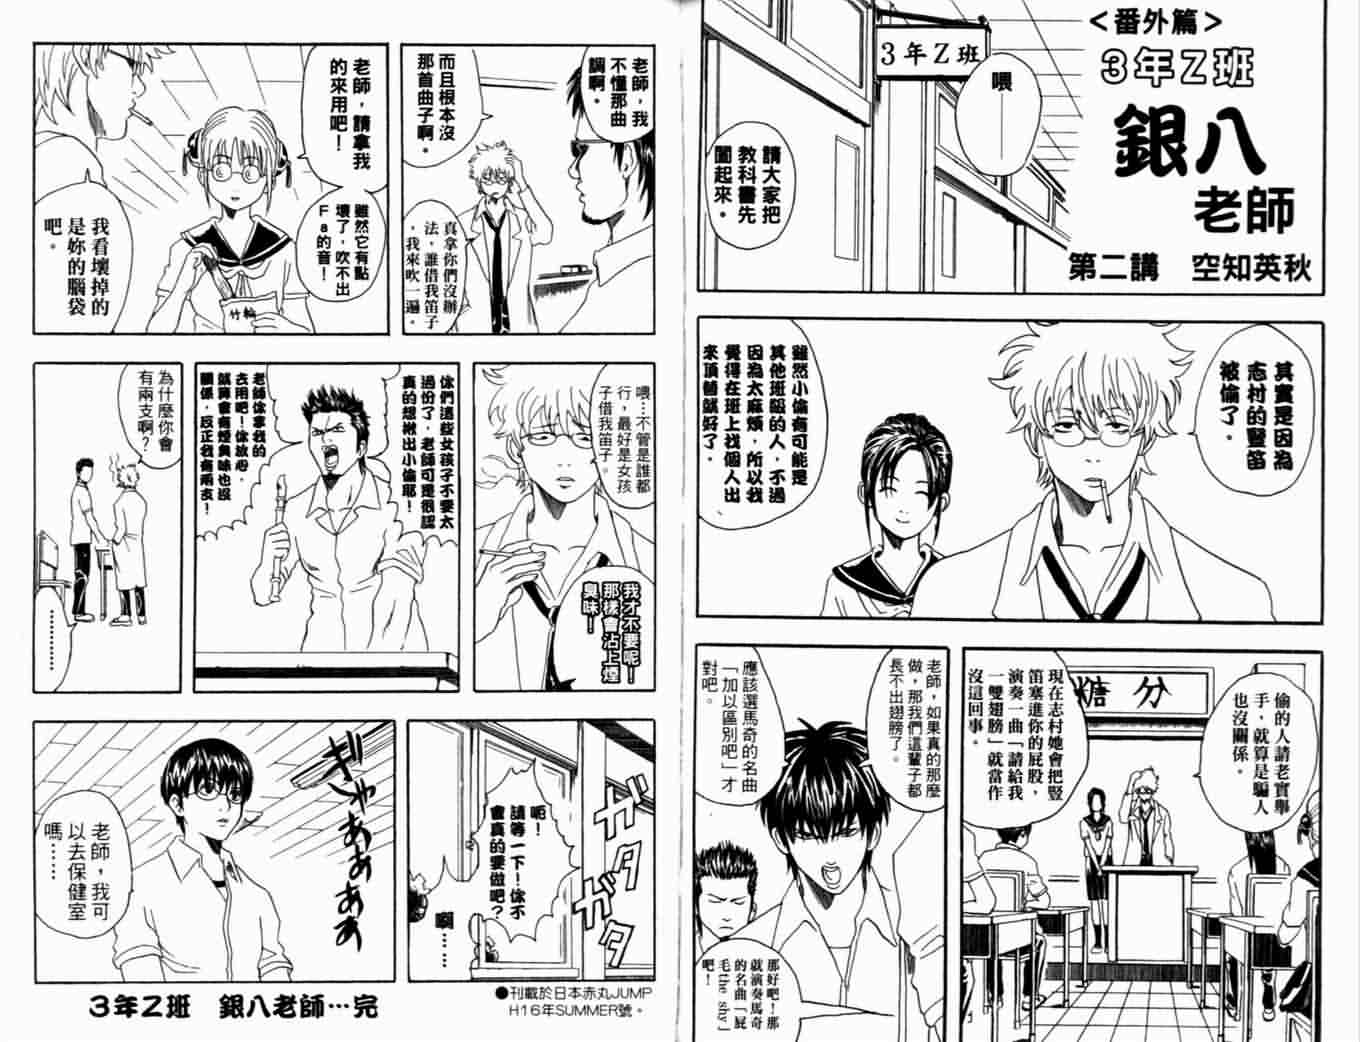 <番外篇>
3年Z班
銀八
老師
第二講　空知英秋
3年Z班
喂——
請大家把
教科書先
闔起來。
其實是因為
志村的豎笛
被偷了。
雖然小偷有可能是
其他班級的人，不過
因為太麻煩，所以我
覺得在班上找個人出
來頂替就好了。
偷的人請老實舉
手，就算是騙人
也沒關係。
糖分
現在志村她會把豎
笛塞進你的屁股，
演奏一曲「請給我
一雙翅膀」就當作
沒這回事。
老師，如果真的那麼
做，那我們這輩子都
長不出翅膀了。
應該選馬奇的名曲
「加以區別吧」才
對吧。
那好吧！那
就演奏馬奇
的名曲「屁
毛the shy」
吧！
老師，我
不懂那曲
調啊。
而且根本沒
那首曲子啊。
真拿你們沒辦
法，誰借我笛子
，我來吹一遍。
老師，請拿我
的來用吧！
雖然它有點
壞了，吹不出
Fa的音！
竹輪
我看壞掉的
是妳的腦袋
吧。
喂…不管是誰都
行，最好是女孩
子借我笛子。
我才不要呢！
那樣會沾上煙
臭味！
你們這些女孩子不要太
過份了，老師可是很認
真的想揪出小偷耶！
老師你拿我的
去用吧！你放心，
就算會有煙臭味也沒
關係，反正我有兩支！
為什麼你會
有兩支啊？
…………
ガタ
ガタ
呃！
請等一下！你不
會真的要做吧？
啊……
ぎゃあああぁぁ
老師，我可
以去保健室
嗎……
3年Z班　銀八老師…完
●刊載於日本赤丸JUMP
H16年SUMMER號。